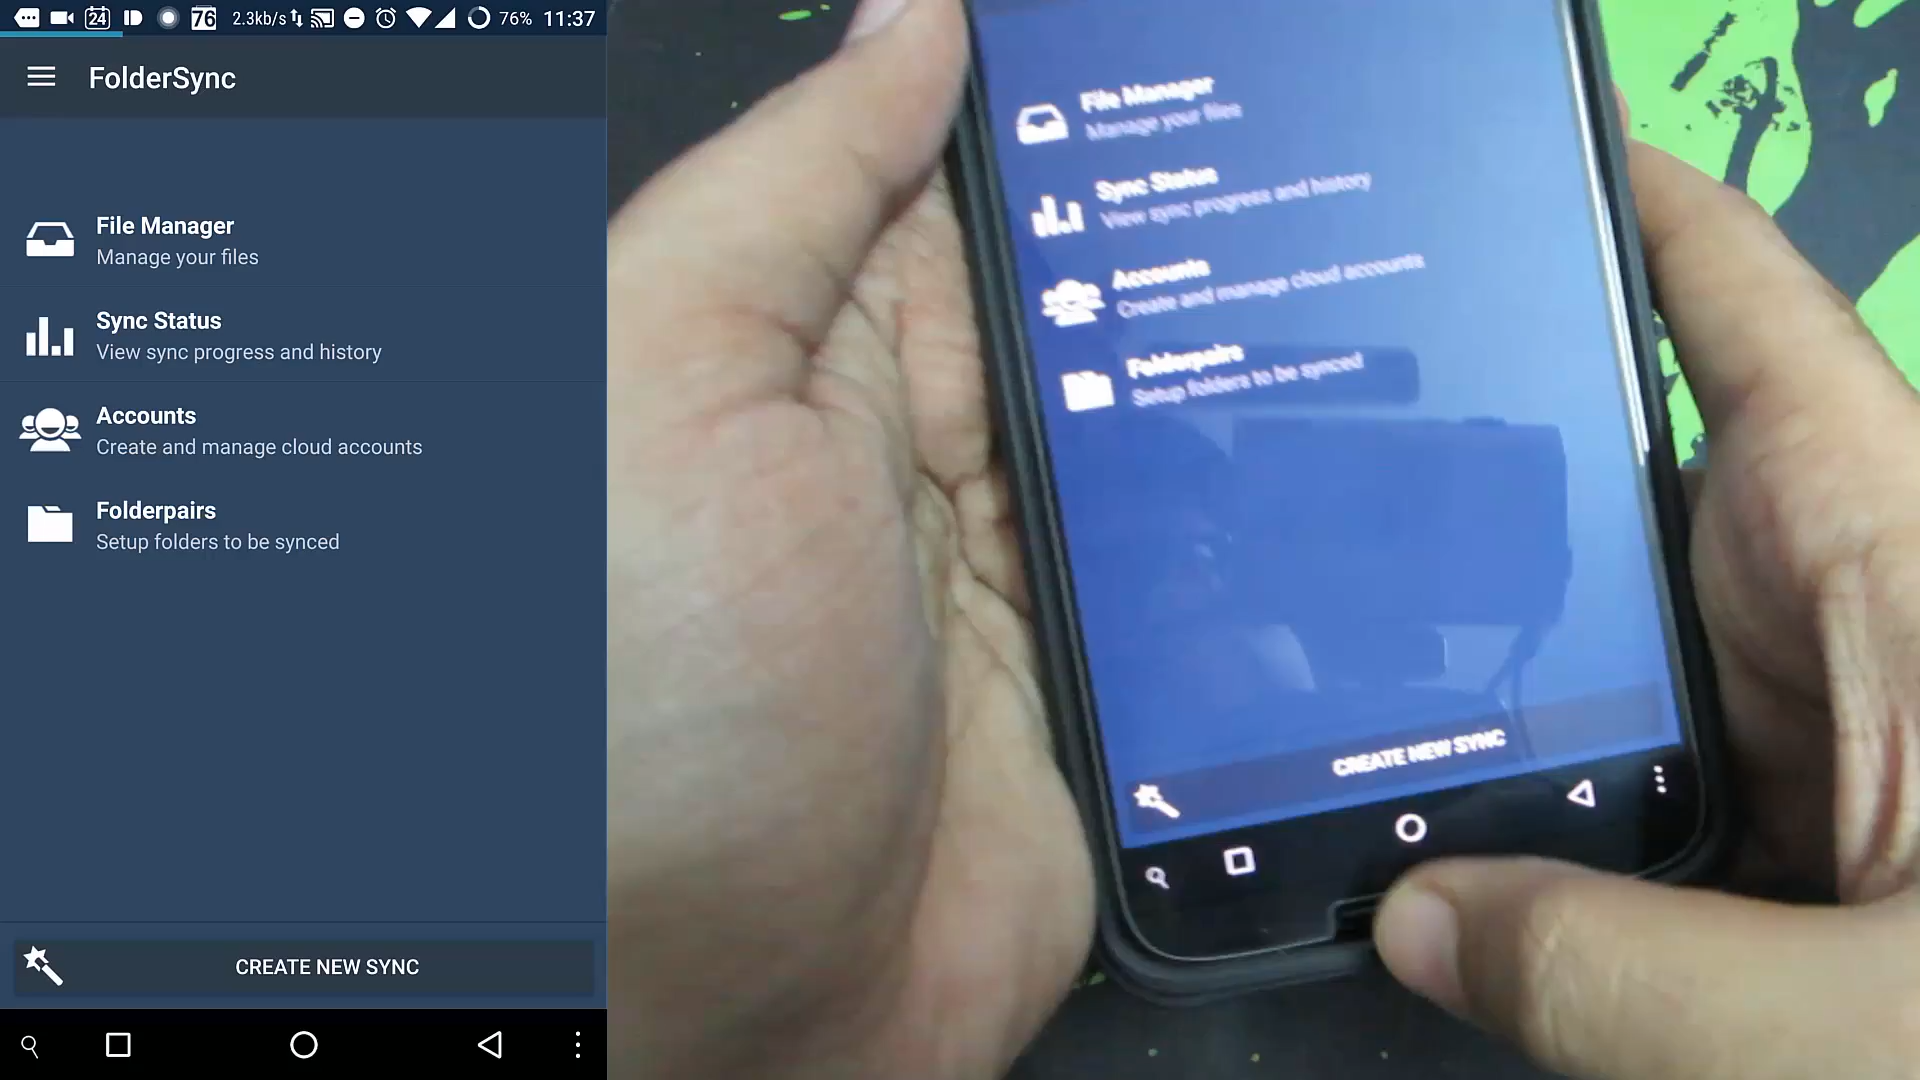 24 76 2.3kb/s 76% 11:37
FolderSync
File Manager
Manage your files
Sync Status
View sync progress and history
Accounts
Create and manage cloud accounts
Folderpairs
Setup folders to be synced
CREATE NEW SYNC
File Manager
Manage your files
Sync Status
View sync progress and history
Accounts
Create and manage cloud accounts
Folderpairs
Setup folders to be synced
CREATE NEW SYNC